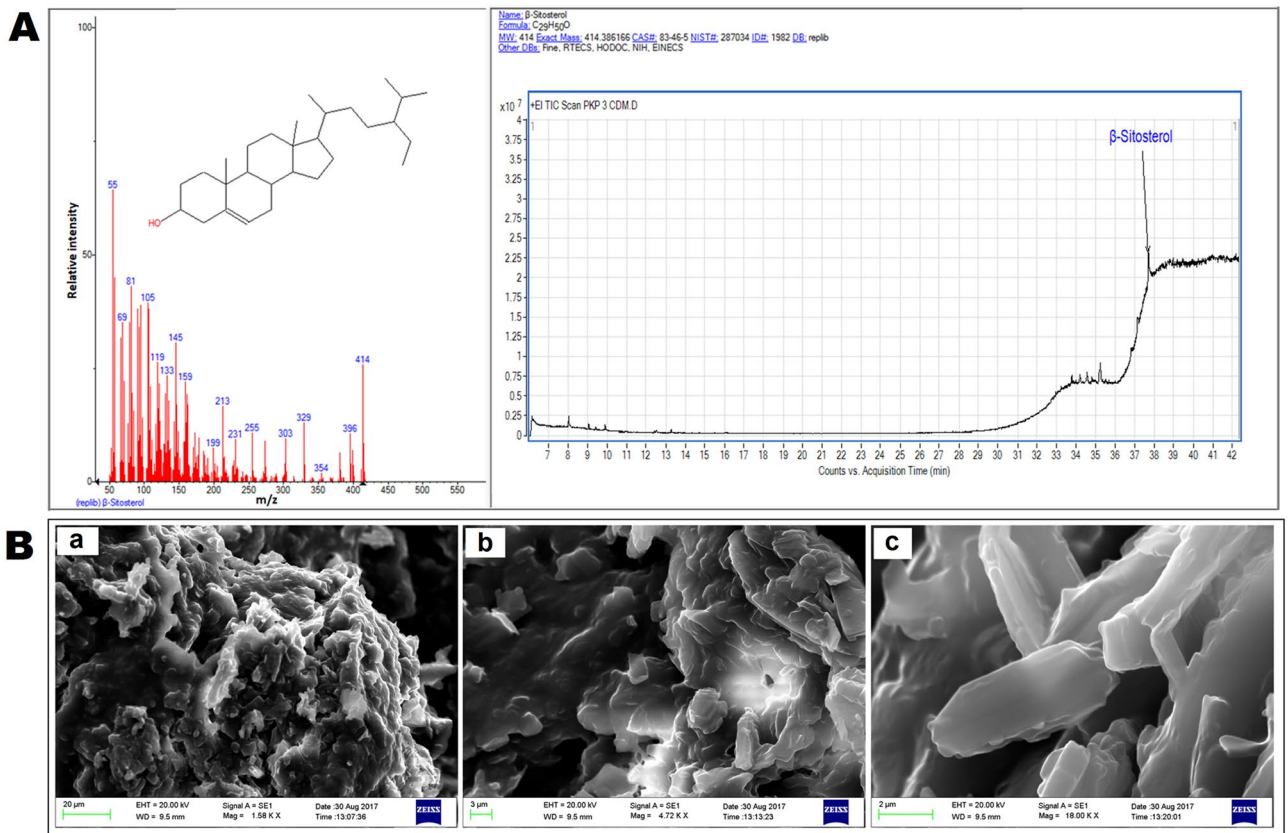 A
100
50
0
Relative intensity
HO
55
81
69
105
119
133
145
159
199
213
231
255
303
329
354
396
414
50 100 150 200 250 300 350 400 450 500 550
m/z
(replib) β-Sitosterol
Name: β-Sitosterol
Formula: C29H50O
MW: 414 Exact Mass: 414.386166 CAS#: 83-46-5 NIST#: 287034 ID#: 1982 DB: replib
Other DBs: Fine, RTECS, HODOC, NIH, EINECS
x10 7 +EI TIC Scan PKP 3 CDM.D
4
1 1
3.75
3.5
3.25
3
2.75
2.5
2.25
2
1.75
1.5
1.25
1
0.75
0.5
0.25
0
β-Sitosterol
7 8 9 10 11 12 13 14 15 16 17 18 19 20 21 22 23 24 25 26 27 28 29 30 31 32 33 34 35 36 37 38 39 40 41 42
Counts vs. Acquisition Time (min)
B
a
20 µm
EHT = 20.00 kV Signal A = SE1 Date :30 Aug 2017
WD = 9.5 mm Mag = 1.58 K X Time :13:07:36
ZEISS
b
3 µm
EHT = 20.00 kV Signal A = SE1 Date :30 Aug 2017
WD = 9.5 mm Mag = 4.72 K X Time :13:13:23
ZEISS
c
2 µm
EHT = 20.00 kV Signal A = SE1 Date :30 Aug 2017
WD = 9.5 mm Mag = 18.00 K X Time :13:20:01
ZEISS